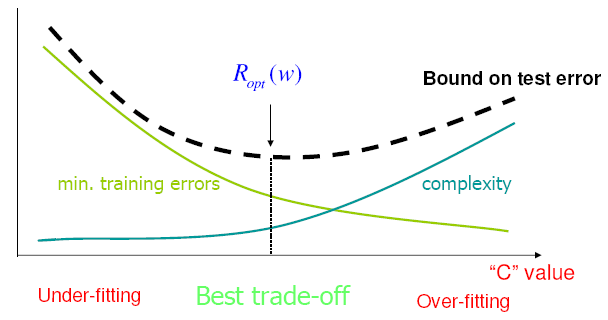 R_opt (w)
Bound on test error
min. training errors
complexity
“C” value
Under-fitting
Best trade-off
Over-fitting